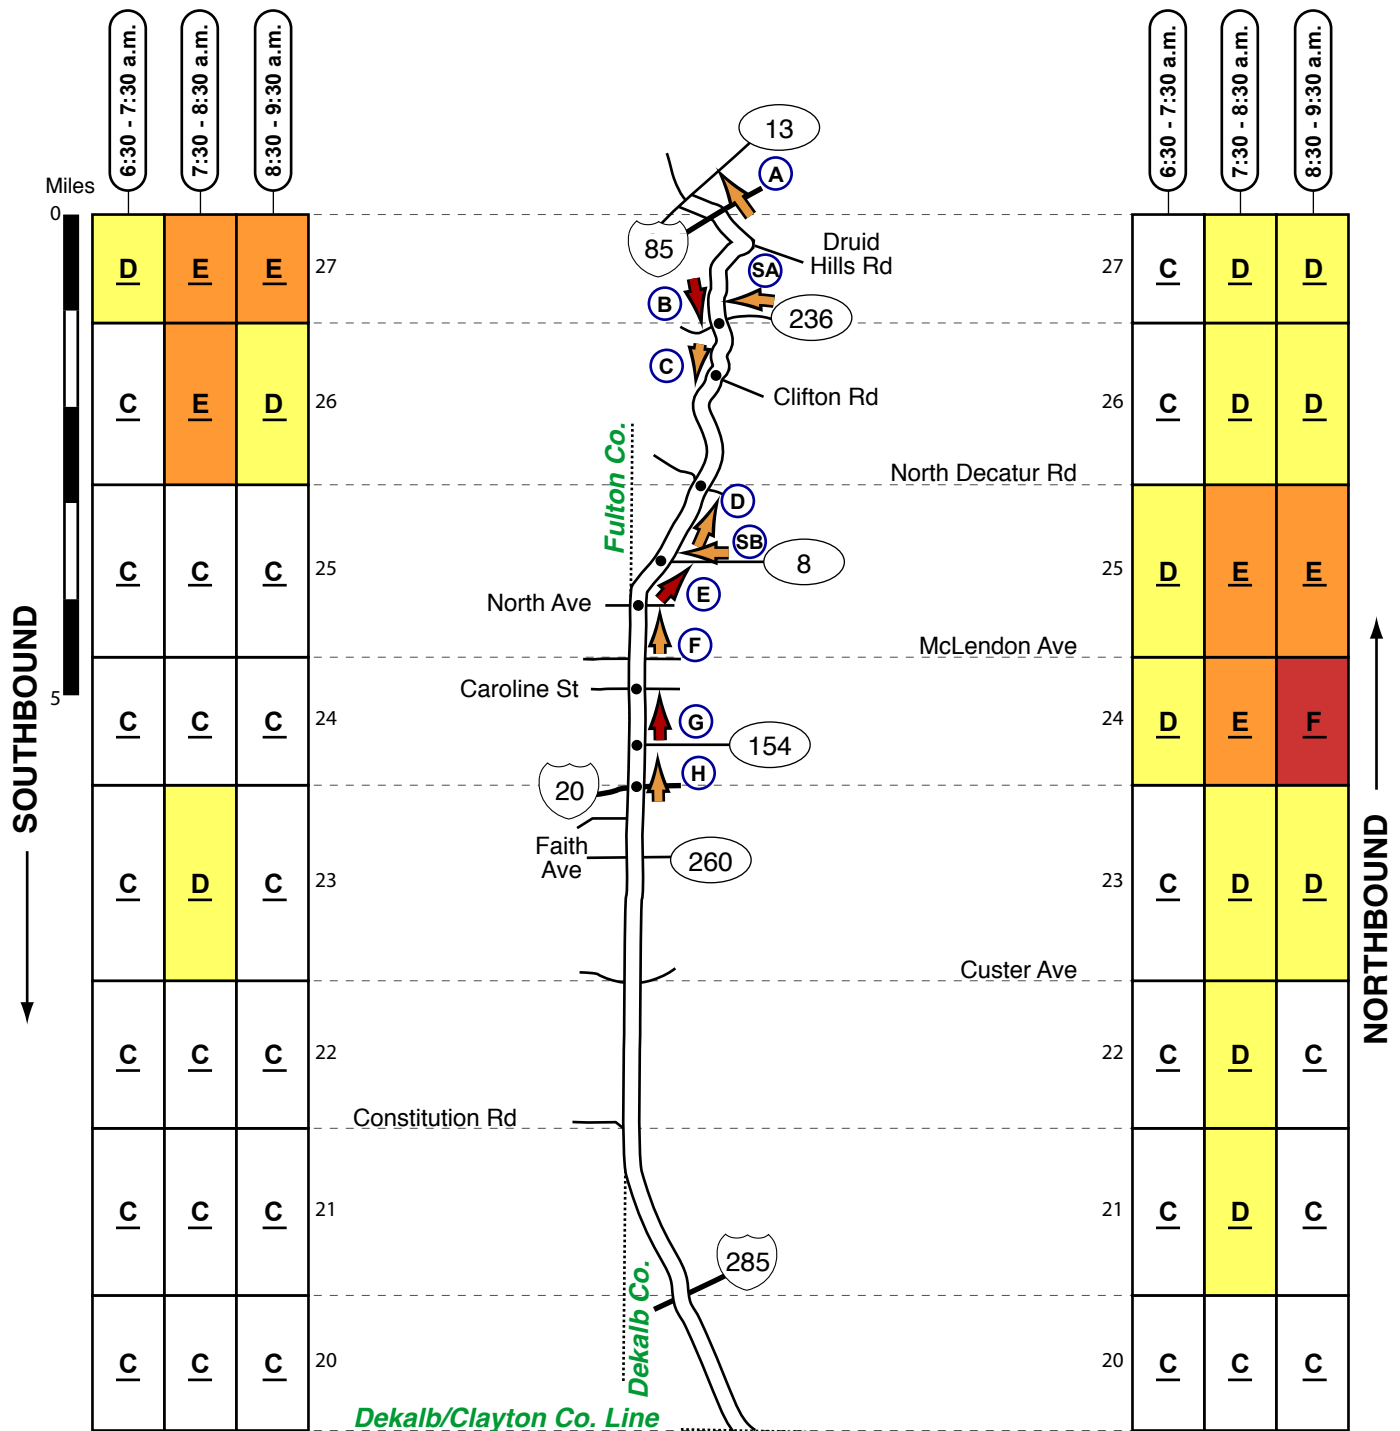 6:30 - 7:30 a.m.
7:30 - 8:30 a.m.
8:30 - 9:30 a.m.
6:30 - 7:30 a.m.
7:30 - 8:30 a.m.
8:30 - 9:30 a.m.
Miles
0
5
SOUTHBOUND
D E E 27
C E D 26
C C C 25
C C C 24
C D C 23
C C C 22
C C C 21
C C C 20
13
A
85
Druid
Hills Rd
SA
B
236
C
Clifton Rd
Fulton Co.
North Decatur Rd
D
SB
8
E
North Ave
F
McLendon Ave
Caroline St
G
154
H
20
Faith
Ave
260
Custer Ave
Constitution Rd
285
Dekalb Co.
Dekalb/Clayton Co. Line
27 C D D
26 C D D
25 D E E
24 D E F
23 C D D
22 C D C
21 C D C
20 C C C
NORTHBOUND